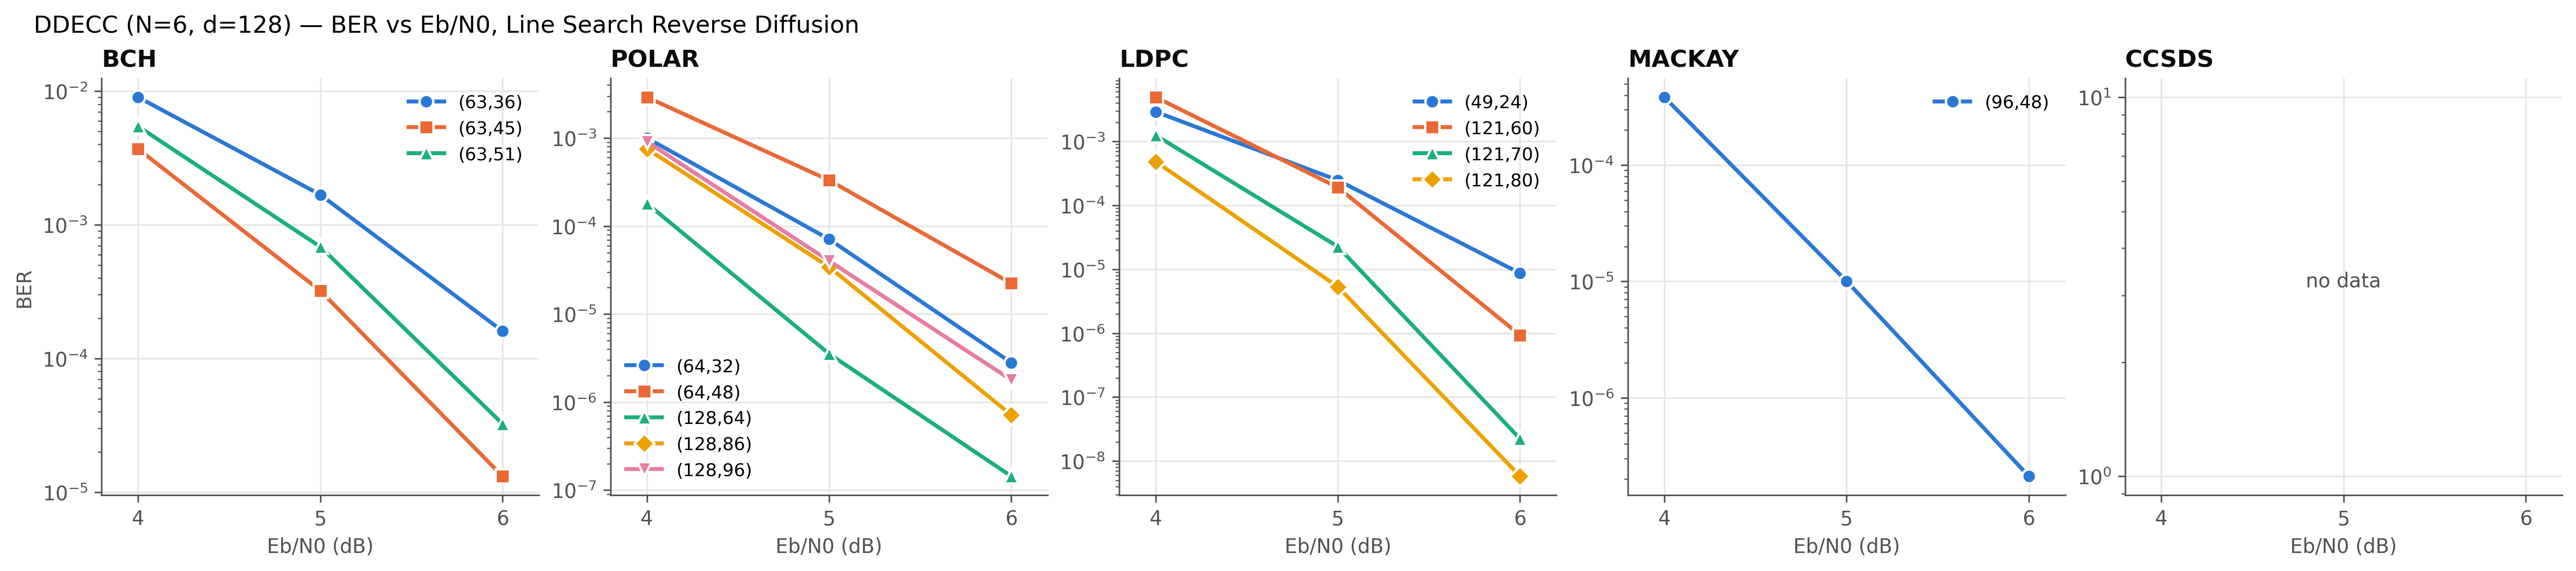 DDECC (N=6, d=128) — BER vs Eb/N0, Line Search Reverse Diffusion
BCH
BER
10⁻²
10⁻³
10⁻⁴
10⁻⁵
4 5 6
Eb/N0 (dB)
(63,36)
(63,45)
(63,51)
POLAR
10⁻³
10⁻⁴
10⁻⁵
10⁻⁶
10⁻⁷
4 5 6
Eb/N0 (dB)
(64,32)
(64,48)
(128,64)
(128,86)
(128,96)
LDPC
10⁻³
10⁻⁴
10⁻⁵
10⁻⁶
10⁻⁷
10⁻⁸
4 5 6
Eb/N0 (dB)
(49,24)
(121,60)
(121,70)
(121,80)
MACKAY
10⁻⁴
10⁻⁵
10⁻⁶
4 5 6
Eb/N0 (dB)
(96,48)
CCSDS
10¹
10⁰
no data
4 5 6
Eb/N0 (dB)